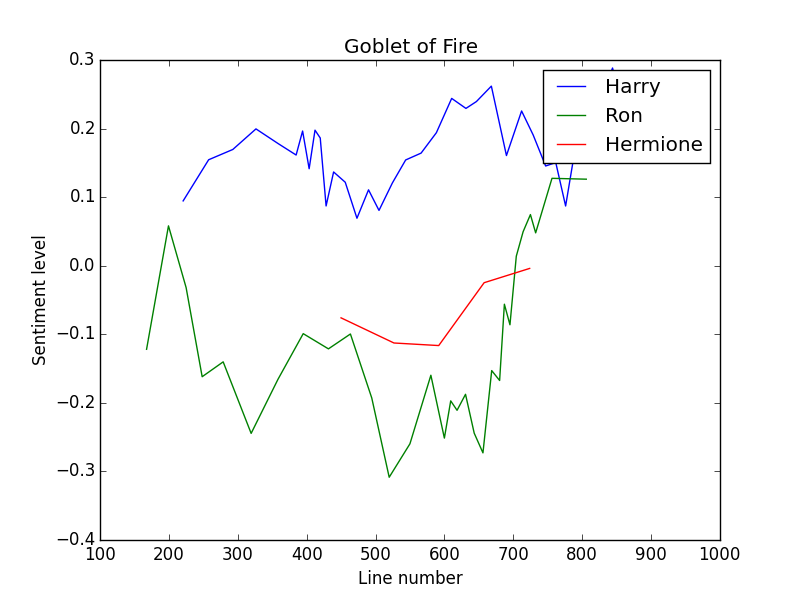 Goblet of Fire
Harry
Ron
Hermione
0.3
0.2
0.1
0.0
−0.1
−0.2
−0.3
−0.4
Sentiment level
100 200 300 400 500 600 700 800 900 1000
Line number